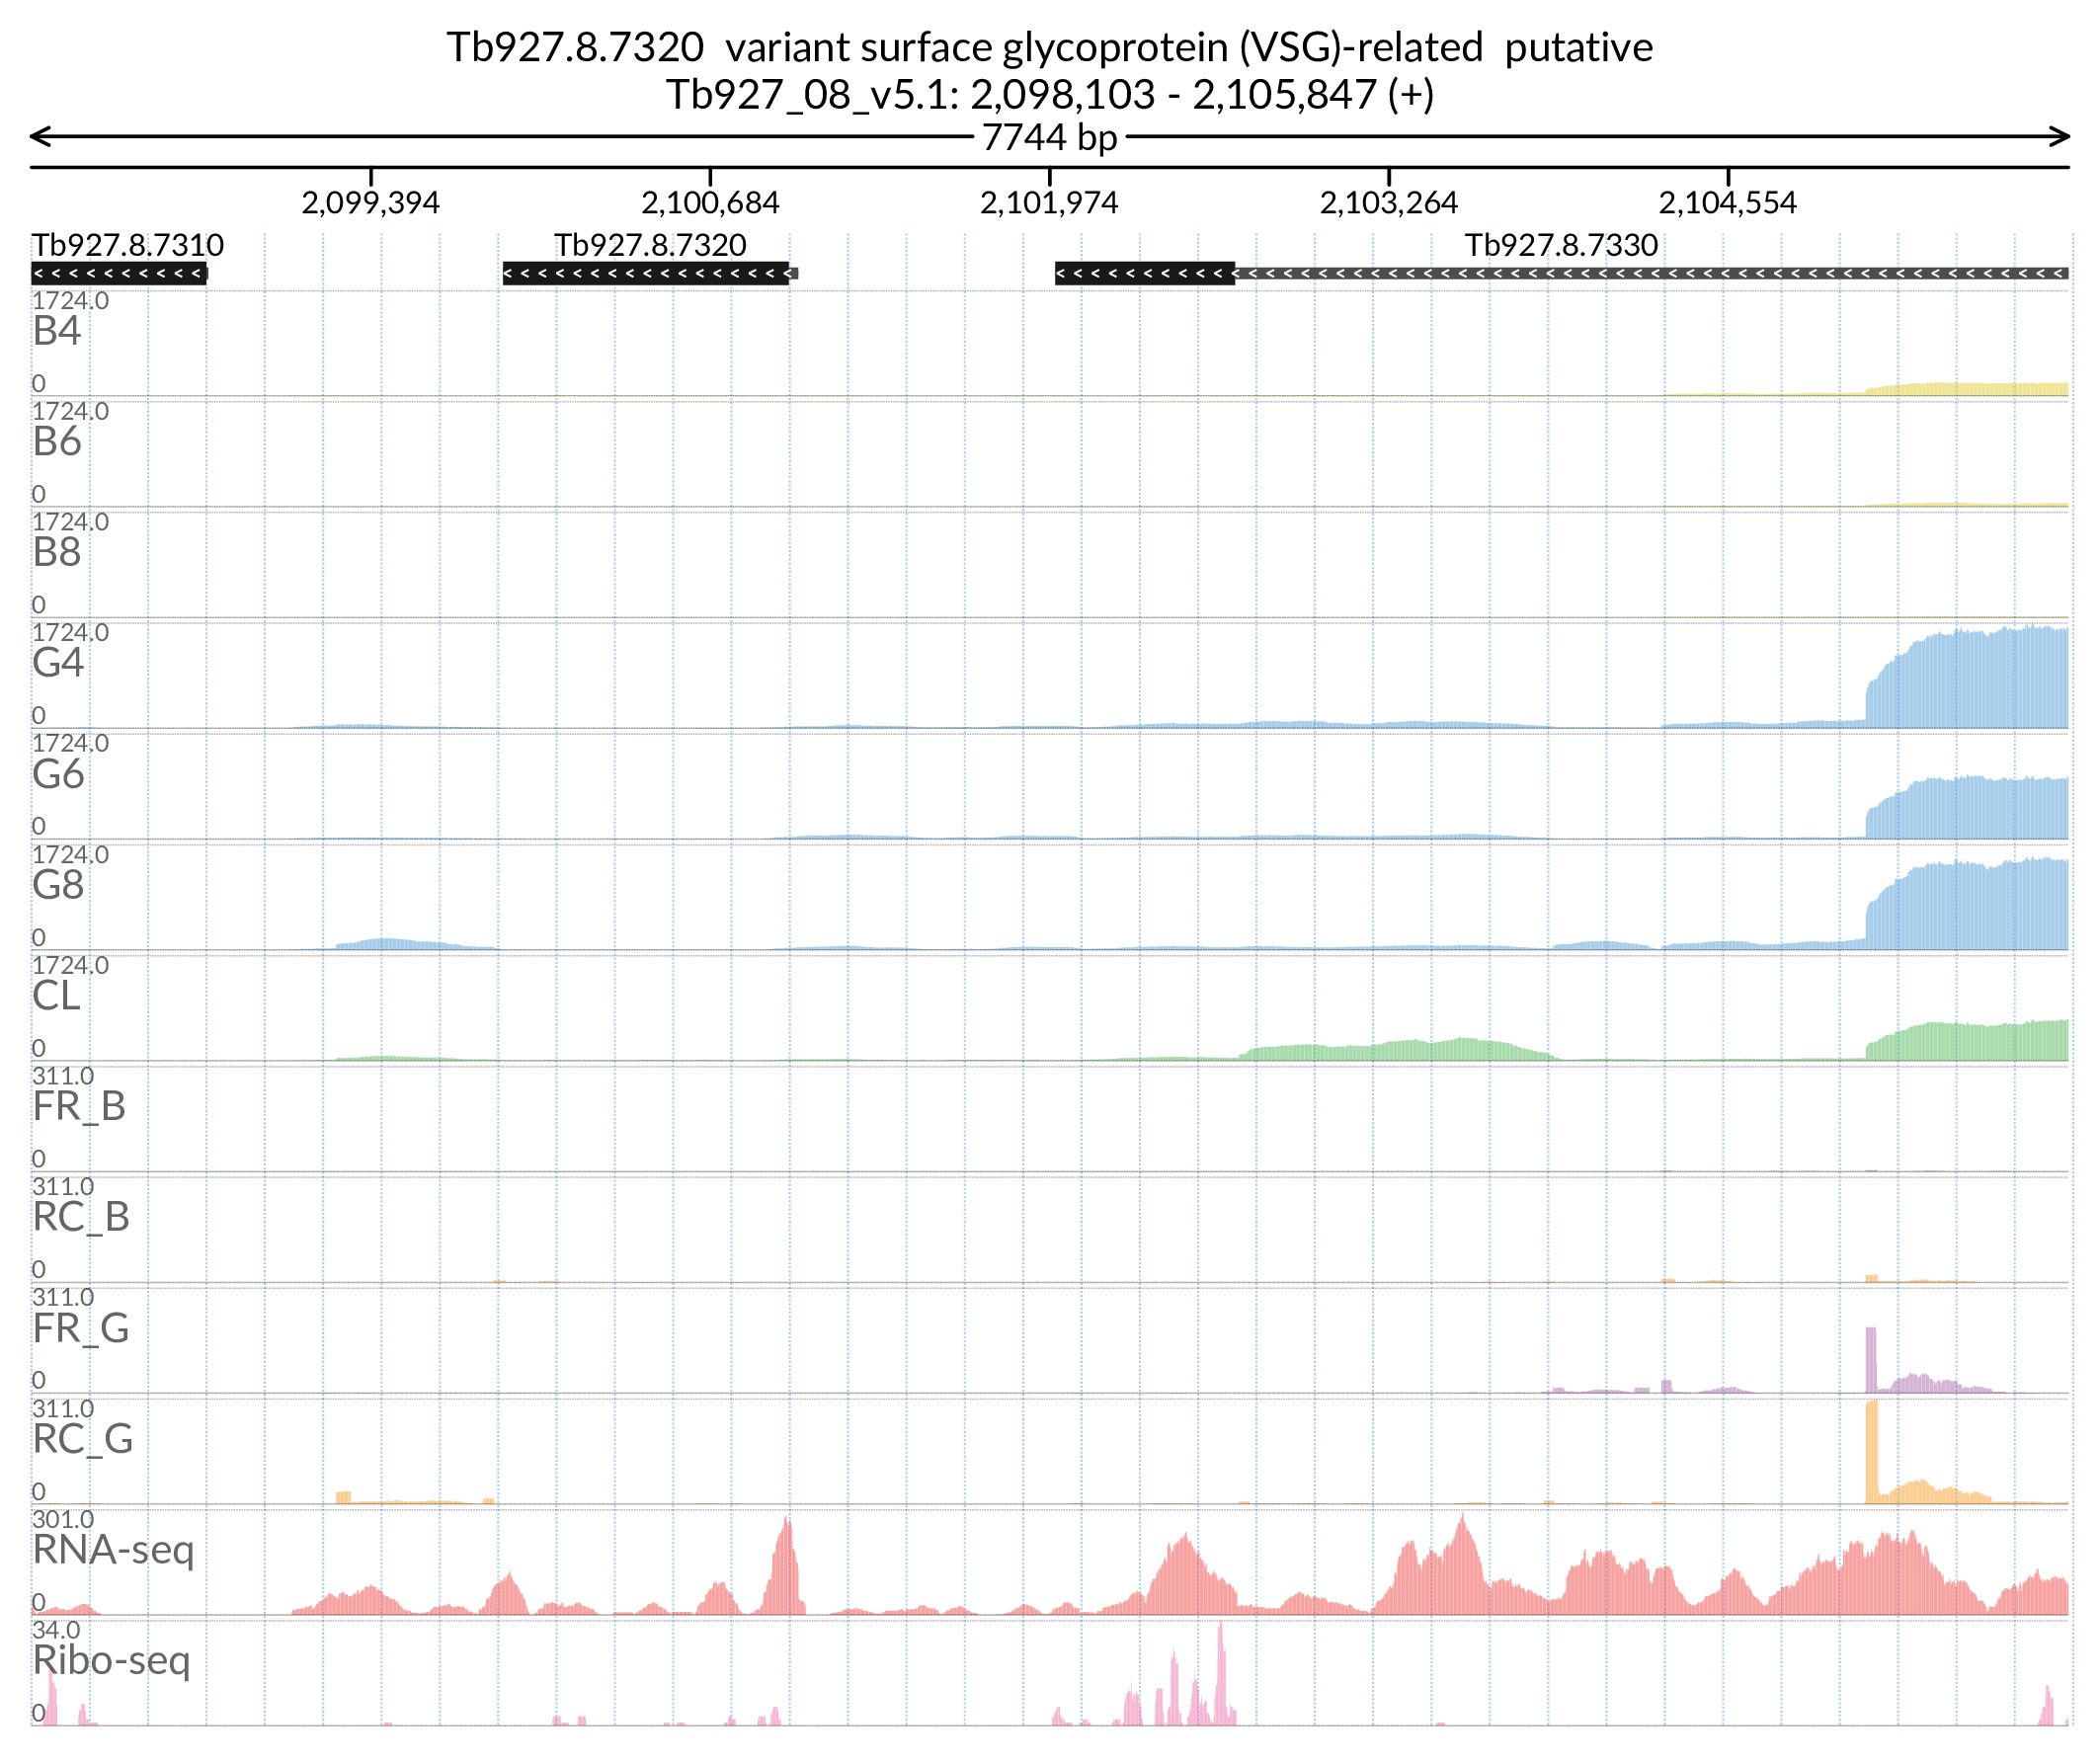 Tb927.8.7320  variant surface glycoprotein (VSG)-related  putative
Tb927_08_v5.1: 2,098,103 - 2,105,847 (+)
7744 bp
2,099,394 2,100,684 2,101,974 2,103,264 2,104,554
Tb927.8.7310 Tb927.8.7320 Tb927.8.7330
1724.0
B4
0
1724.0
B6
0
1724.0
B8
0
1724.0
G4
0
1724.0
G6
0
1724.0
G8
0
1724.0
CL
0
311.0
FR_B
0
311.0
RC_B
0
311.0
FR_G
0
311.0
RC_G
0
301.0
RNA-seq
0
34.0
Ribo-seq
0